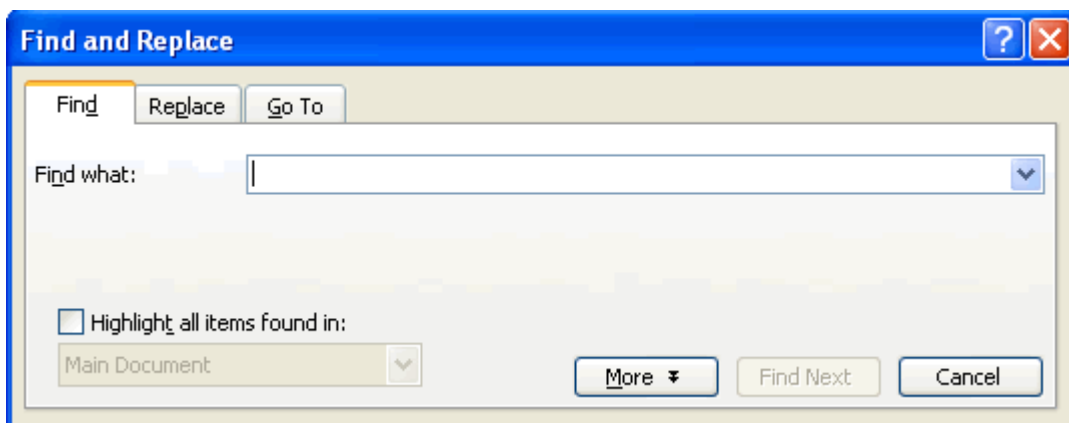 Find and Replace
Find Replace Go To
Find what:
Highlight all items found in:
Main Document
More Find Next Cancel